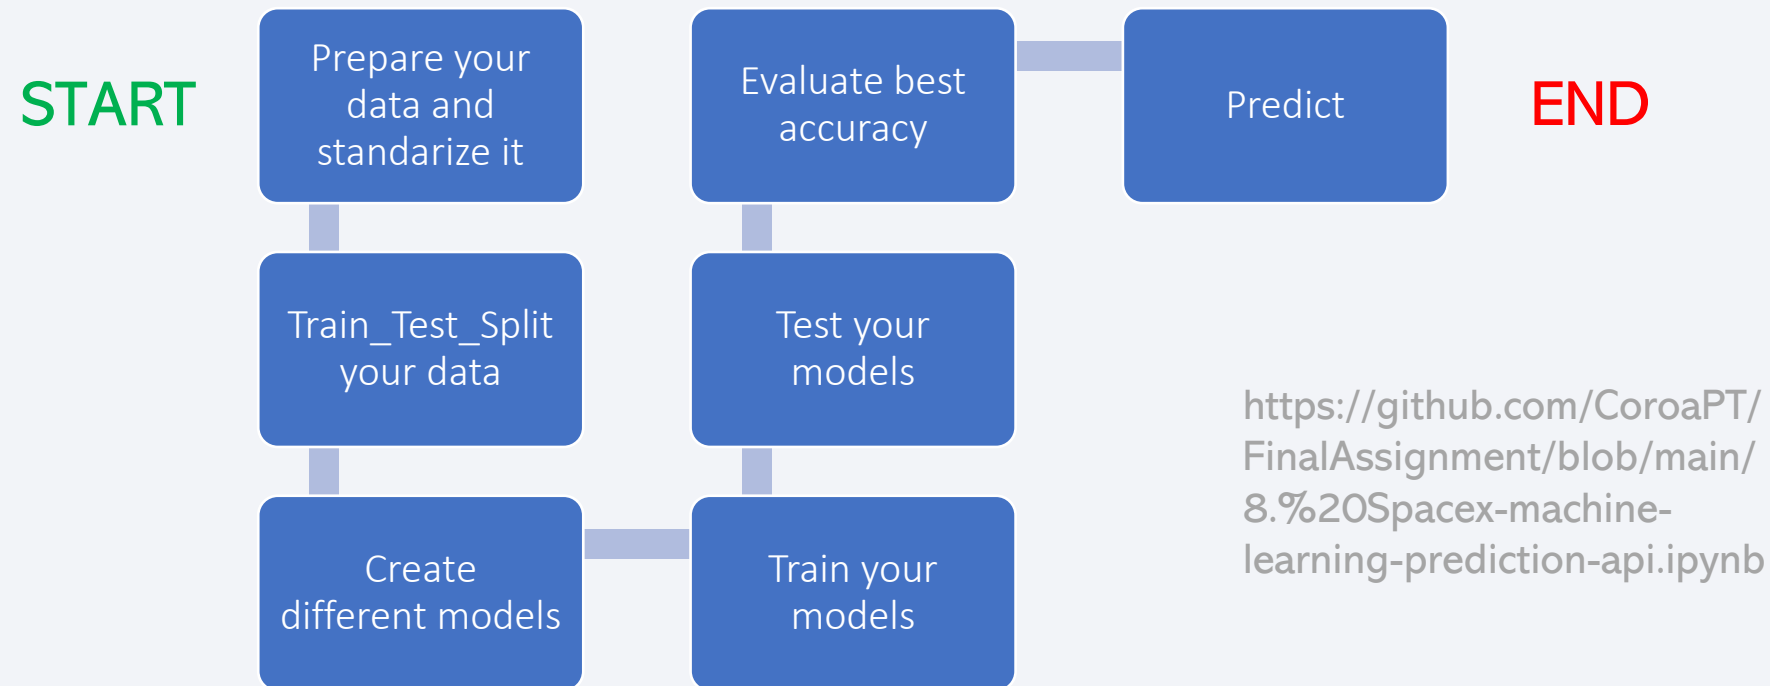 START
Prepare your
data and
standarize it
Train_Test_Split
your data
Create
different models
Train your
models
Test your
models
Evaluate best
accuracy
Predict
END
https://github.com/CoroaPT/
FinalAssignment/blob/main/
8.%20Spacex-machine-
learning-prediction-api.ipynb